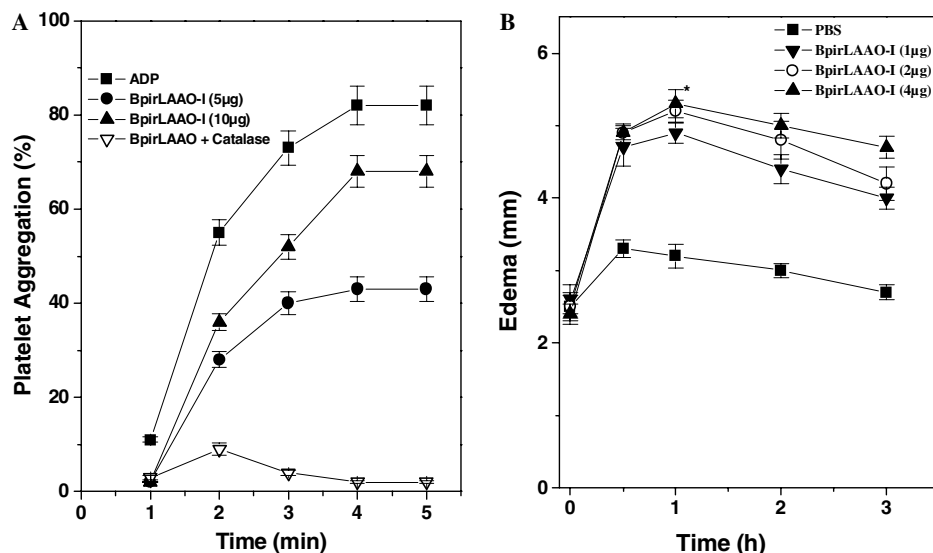 A
Platelet Aggregation (%)
100
80
60
40
20
0
ADP
BpirLAAO-I (5µg)
BpirLAAO-I (10µg)
BpirLAAO + Catalase
0 1 2 3 4 5
Time (min)
B
Edema (mm)
6
4
2
0
PBS
BpirLAAO-I (1µg)
BpirLAAO-I (2µg)
BpirLAAO-I (4µg)
*
0 1 2 3
Time (h)